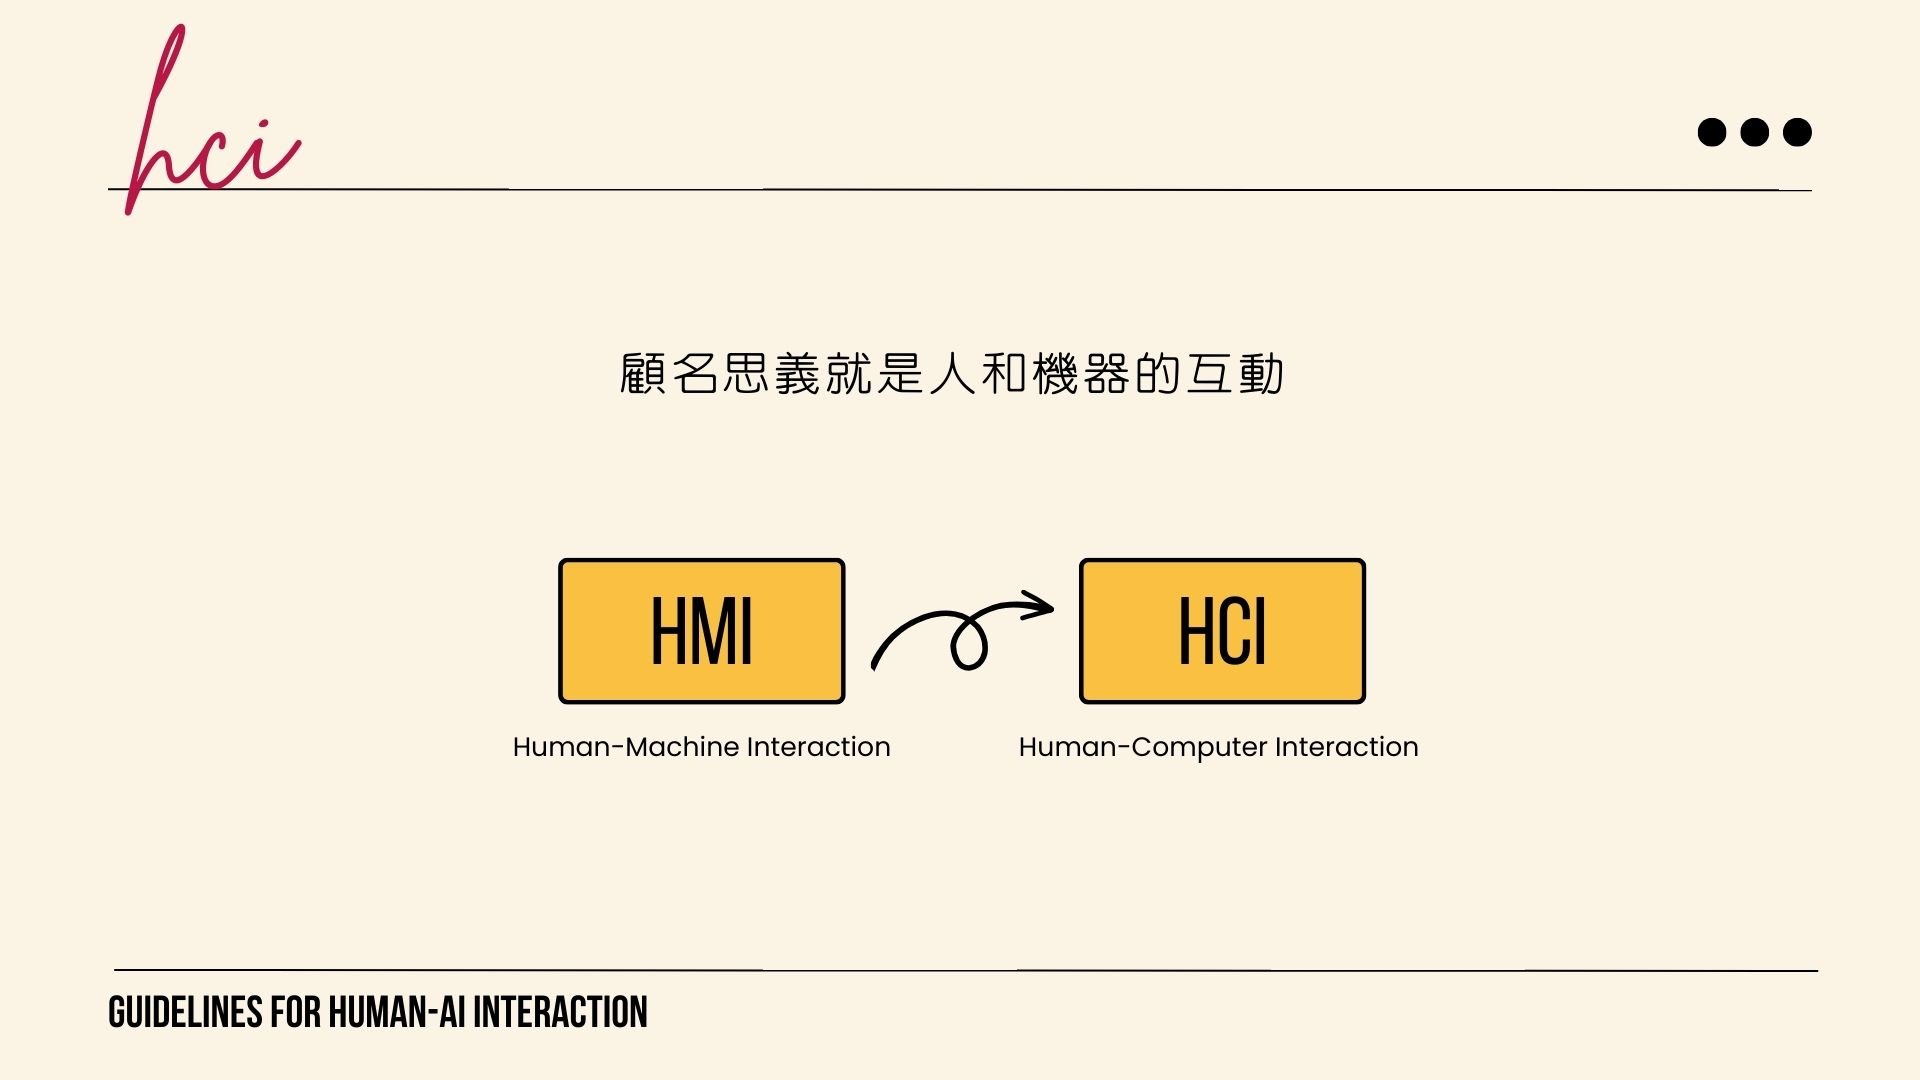 hci
顧名思義就是人和機器的互動
HMI
HCI
Human-Machine Interaction
Human-Computer Interaction
GUIDELINES FOR HUMAN-AI INTERACTION